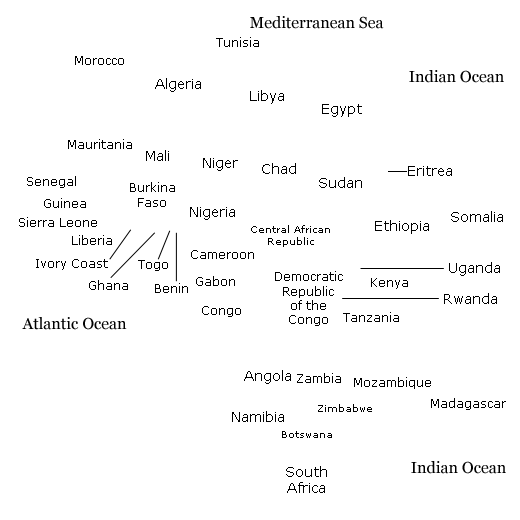 Mediterranean Sea
Tunisia
Morocco
Indian Ocean
Algeria
Libya
Egypt
Mauritania
Mali
Niger
Chad
Eritrea
Senegal
Burkina
Faso
Sudan
Guinea
Nigeria
Sierra Leone
Somalia
Ethiopia
Central African
Republic
Liberia
Cameroon
Ivory Coast
Togo
Uganda
Democratic
Republic
of the
Congo
Gabon
Kenya
Ghana
Benin
Rwanda
Congo
Tanzania
Atlantic Ocean
Angola
Zambia
Mozambique
Madagascar
Zimbabwe
Namibia
Botswana
Indian Ocean
South
Africa